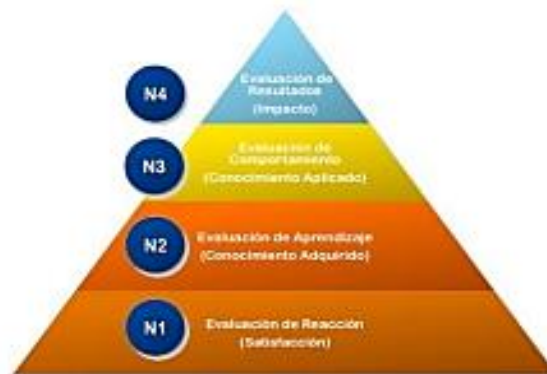 N4
Evaluación de
Resultados
(Impacto)
N3
Evaluación de
Comportamiento
(Conocimiento Aplicado)
N2
Evaluación de Aprendizaje
(Conocimiento Adquirido)
N1
Evaluación de Reacción
(Satisfacción)